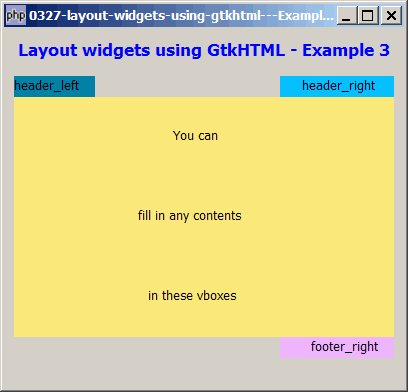 php 0327-layout-widgets-using-gtkhtml---Exampl...
Layout widgets using GtkHTML - Example 3
header_left header_right
You can
fill in any contents
in these vboxes
footer_right